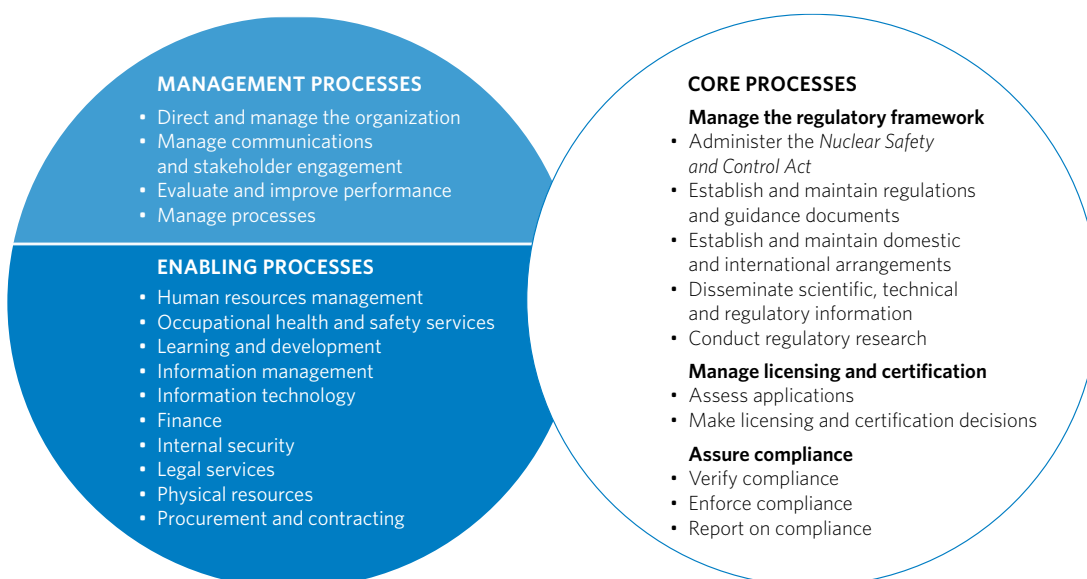 MANAGEMENT PROCESSES
• Direct and manage the organization
• Manage communications
and stakeholder engagement
• Evaluate and improve performance
• Manage processes
ENABLING PROCESSES
• Human resources management
• Occupational health and safety services
• Learning and development
• Information management
• Information technology
• Finance
• Internal security
• Legal services
• Physical resources
• Procurement and contracting
CORE PROCESSES
Manage the regulatory framework
• Administer the Nuclear Safety
and Control Act
• Establish and maintain regulations
and guidance documents
• Establish and maintain domestic
and international arrangements
• Disseminate scientific, technical
and regulatory information
• Conduct regulatory research
Manage licensing and certification
• Assess applications
• Make licensing and certification decisions
Assure compliance
• Verify compliance
• Enforce compliance
• Report on compliance